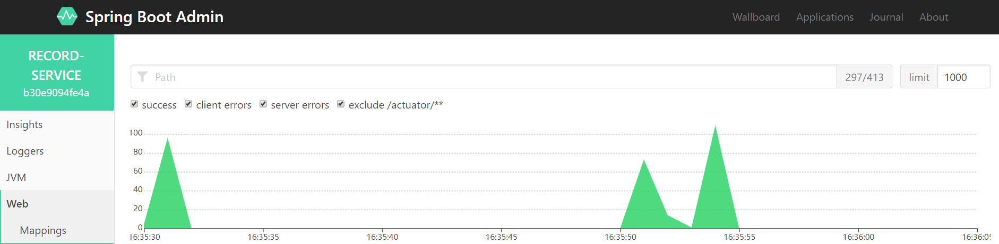 Spring Boot Admin
Wallboard Applications Journal About
RECORD-
SERVICE
b30e9094fe4a
Insights
Loggers
JVM
Web
Mappings
Path 297/413 limit 1000
success client errors server errors exclude /actuator/**
100
80
60
40
20
0
16:35:30 16:35:35 16:35:40 16:35:45 16:35:50 16:35:55 16:36:00 16:36:05